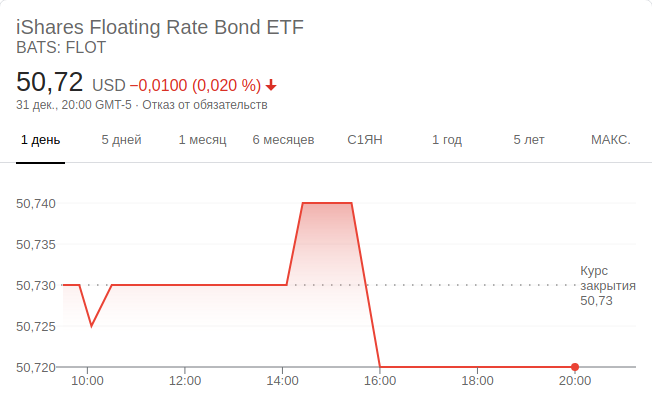 iShares Floating Rate Bond ETF
BATS: FLOT
50,72 USD −0,0100 (0,020 %)
31 дек., 20:00 GMT-5 · Отказ от обязательств
1 день 5 дней 1 месяц 6 месяцев С1ЯН 1 год 5 лет МАКС.
50,740
50,735
50,730
50,725
50,720
Курс
закрытия
50,73
10:00 12:00 14:00 16:00 18:00 20:00